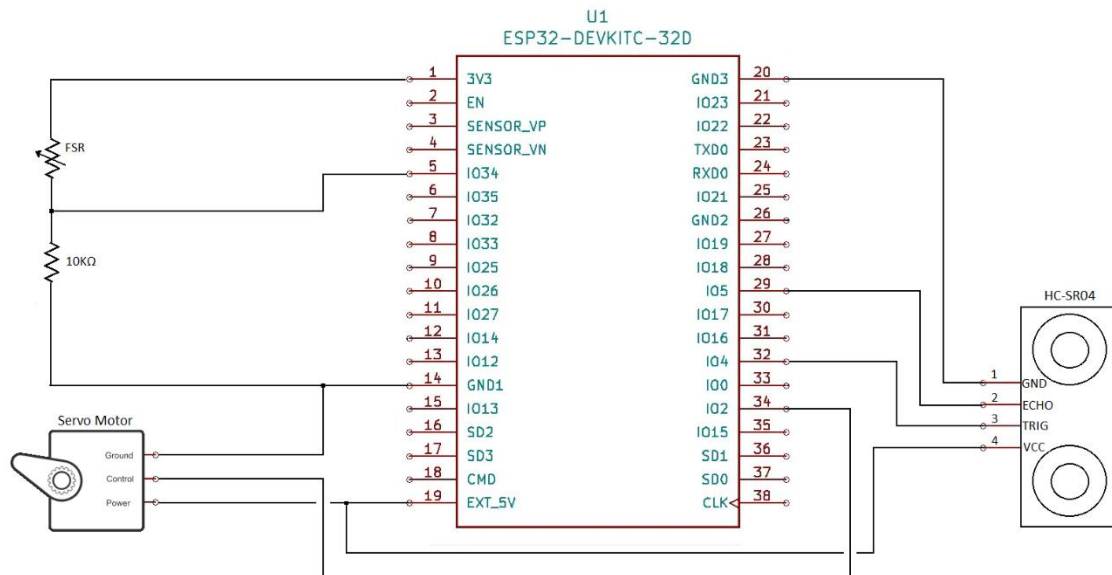 U1
ESP32-DEVKITC-32D
1 3V3
2 EN
3 SENSOR_VP
4 SENSOR_VN
5 IO34
6 IO35
7 IO32
8 IO33
9 IO25
10 IO26
11 IO27
12 IO14
13 IO12
14 GND1
15 IO13
16 SD2
17 SD3
18 CMD
19 EXT_5V
GND3 20
IO23 21
IO22 22
TXD0 23
RXD0 24
IO21 25
GND2 26
IO19 27
IO18 28
IO5 29
IO17 30
IO16 31
IO4 32
IO0 33
IO2 34
IO15 35
SD1 36
SD0 37
CLK 38
FSR
10KΩ
Servo Motor
Ground
Control
Power
HC-SR04
1 GND
2 ECHO
3 TRIG
4 VCC